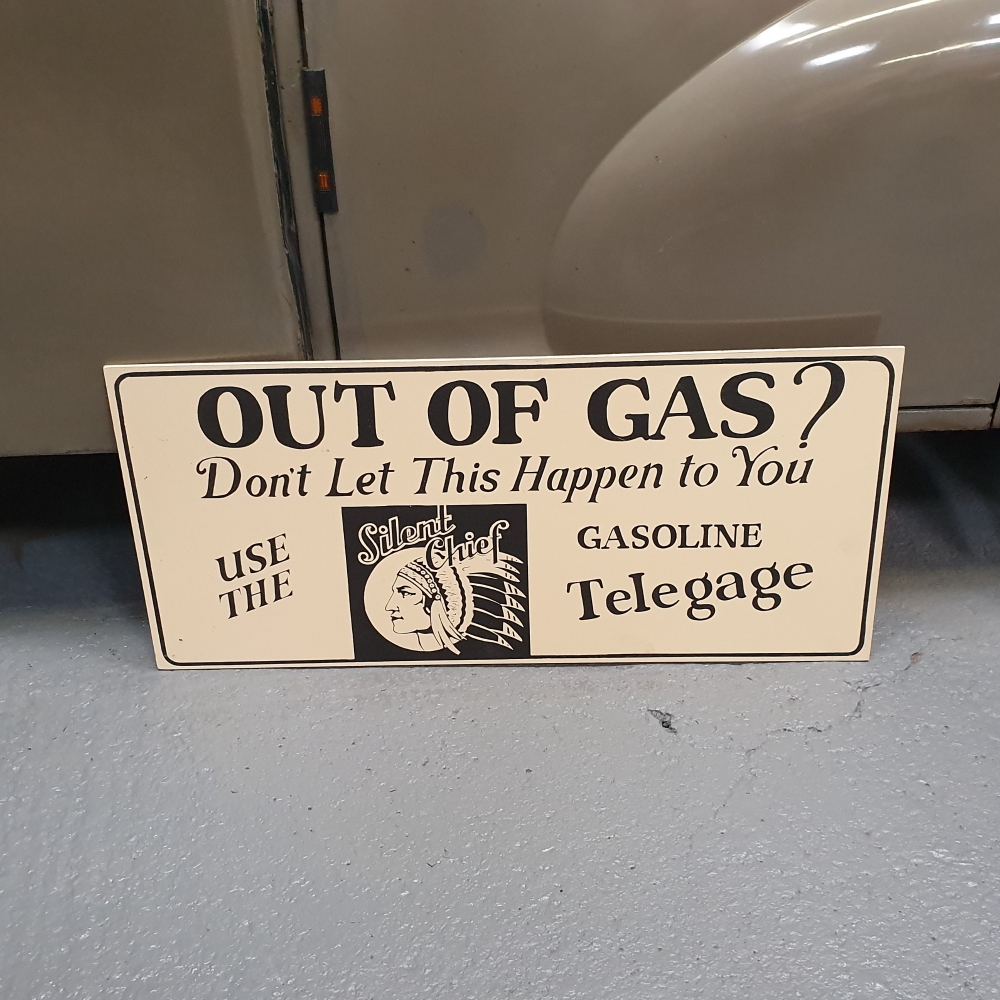 OUT OF GAS?
Don't Let This Happen to You
USE
THE
Silent
Chief
GASOLINE
Telegage